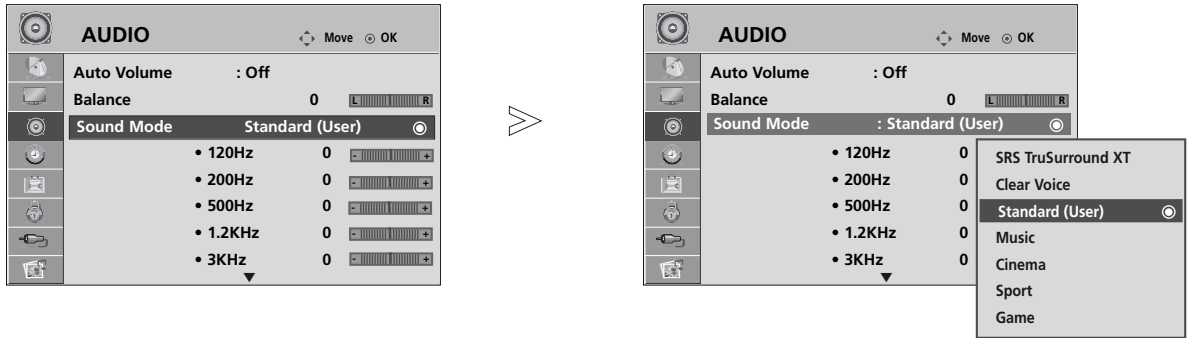 AUDIO Move OK
Auto Volume : Off
Balance 0 L R
Sound Mode Standard (User)
• 120Hz 0 - +
• 200Hz 0 - +
• 500Hz 0 - +
• 1.2KHz 0 - +
• 3KHz 0 - +
AUDIO Move OK
Auto Volume : Off
Balance 0 L R
Sound Mode : Standard (User)
• 120Hz 0
• 200Hz 0
• 500Hz 0
• 1.2KHz 0
• 3KHz 0
SRS TruSurround XT
Clear Voice
Standard (User)
Music
Cinema
Sport
Game